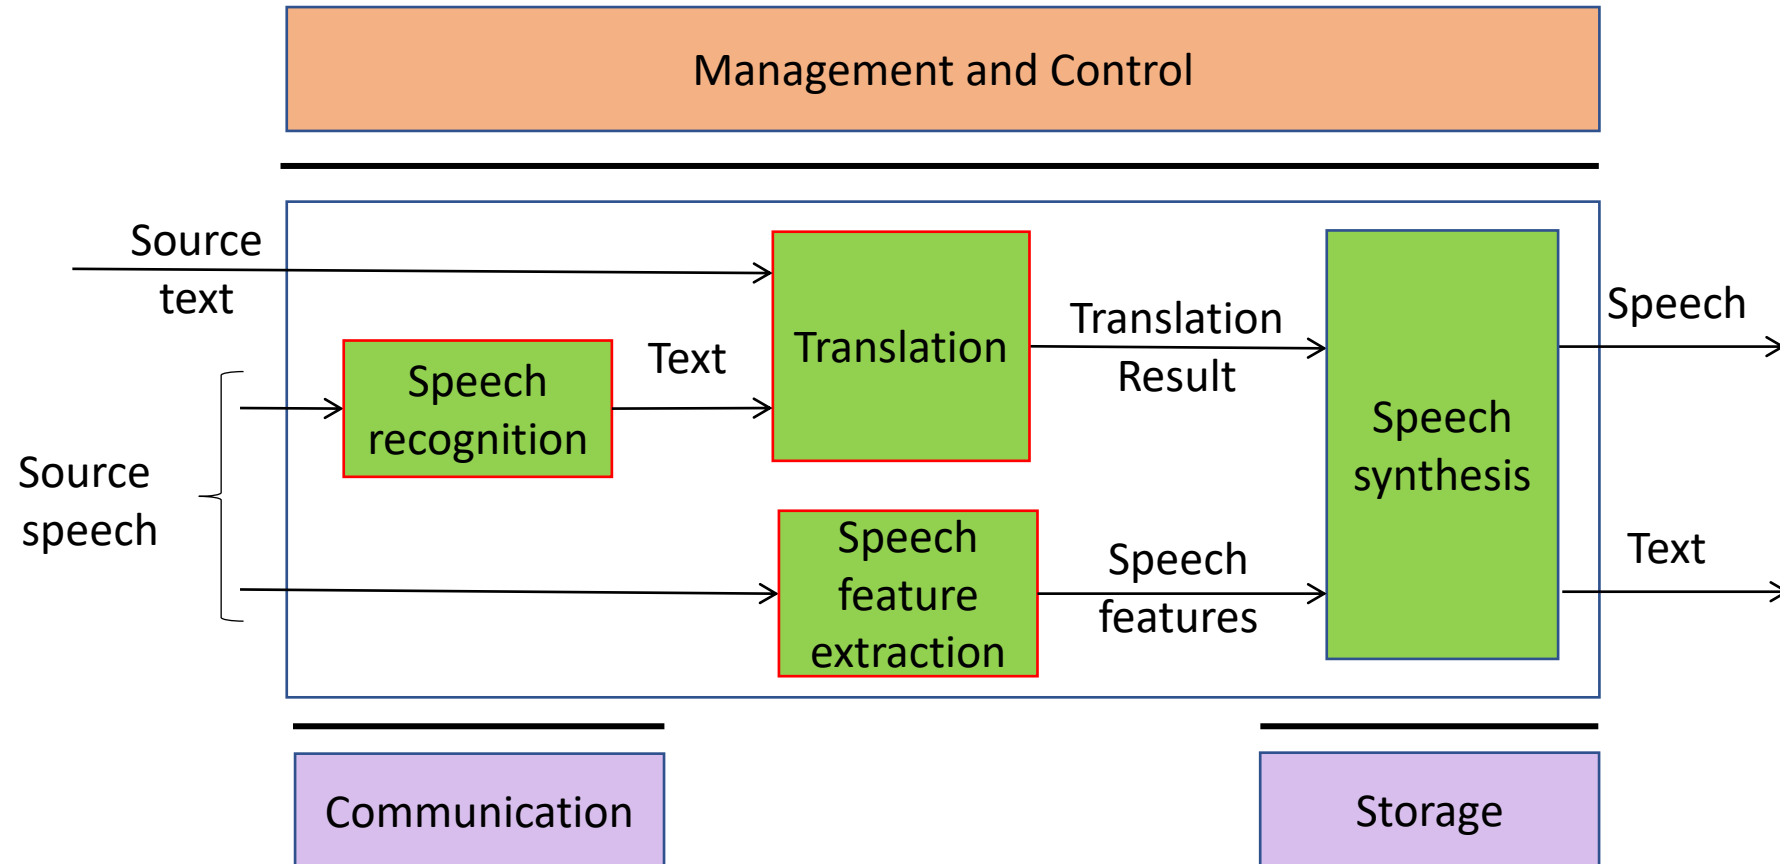 Management and Control
Source
text
Speech
recognition
Text
Translation
Translation
Result
Speech
synthesis
Speech
Source
speech
Speech
feature
extraction
Speech
features
Text
Communication
Storage